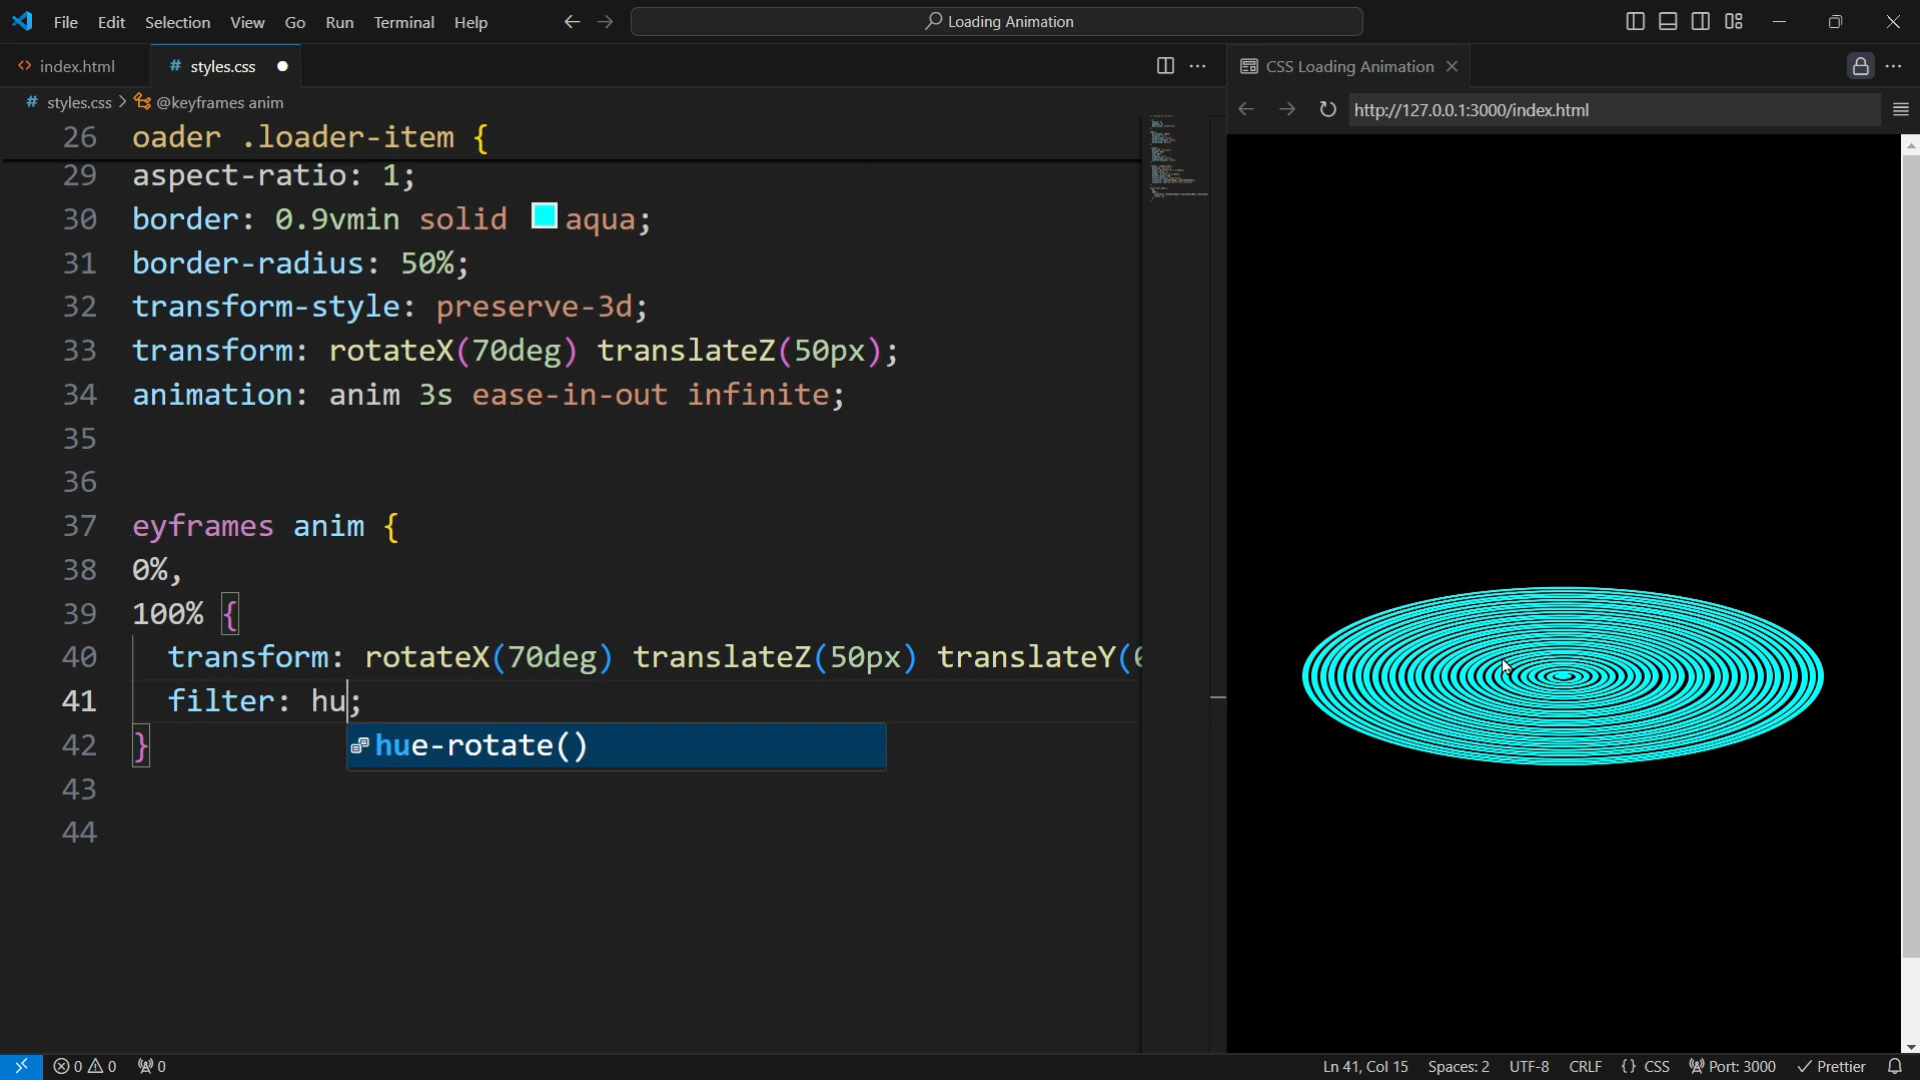 File Edit Selection View Go Run Terminal Help
Loading Animation
index.html
# styles.css
CSS Loading Animation
# styles.css > @keyframes anim
http://127.0.0.1:3000/index.html
26 oader .loader-item {
29 aspect-ratio: 1;
30 border: 0.9vmin solid aqua;
31 border-radius: 50%;
32 transform-style: preserve-3d;
33 transform: rotateX(70deg) translateZ(50px);
34 animation: anim 3s ease-in-out infinite;
35
36
37 eyframes anim {
38 0%,
39 100% {
40 transform: rotateX(70deg) translateZ(50px) translateY(
41 filter: hu;
42 }
hue-rotate()
43
44
0 0 0
Ln 41, Col 15 Spaces: 2 UTF-8 CRLF {} CSS Port: 3000 Prettier